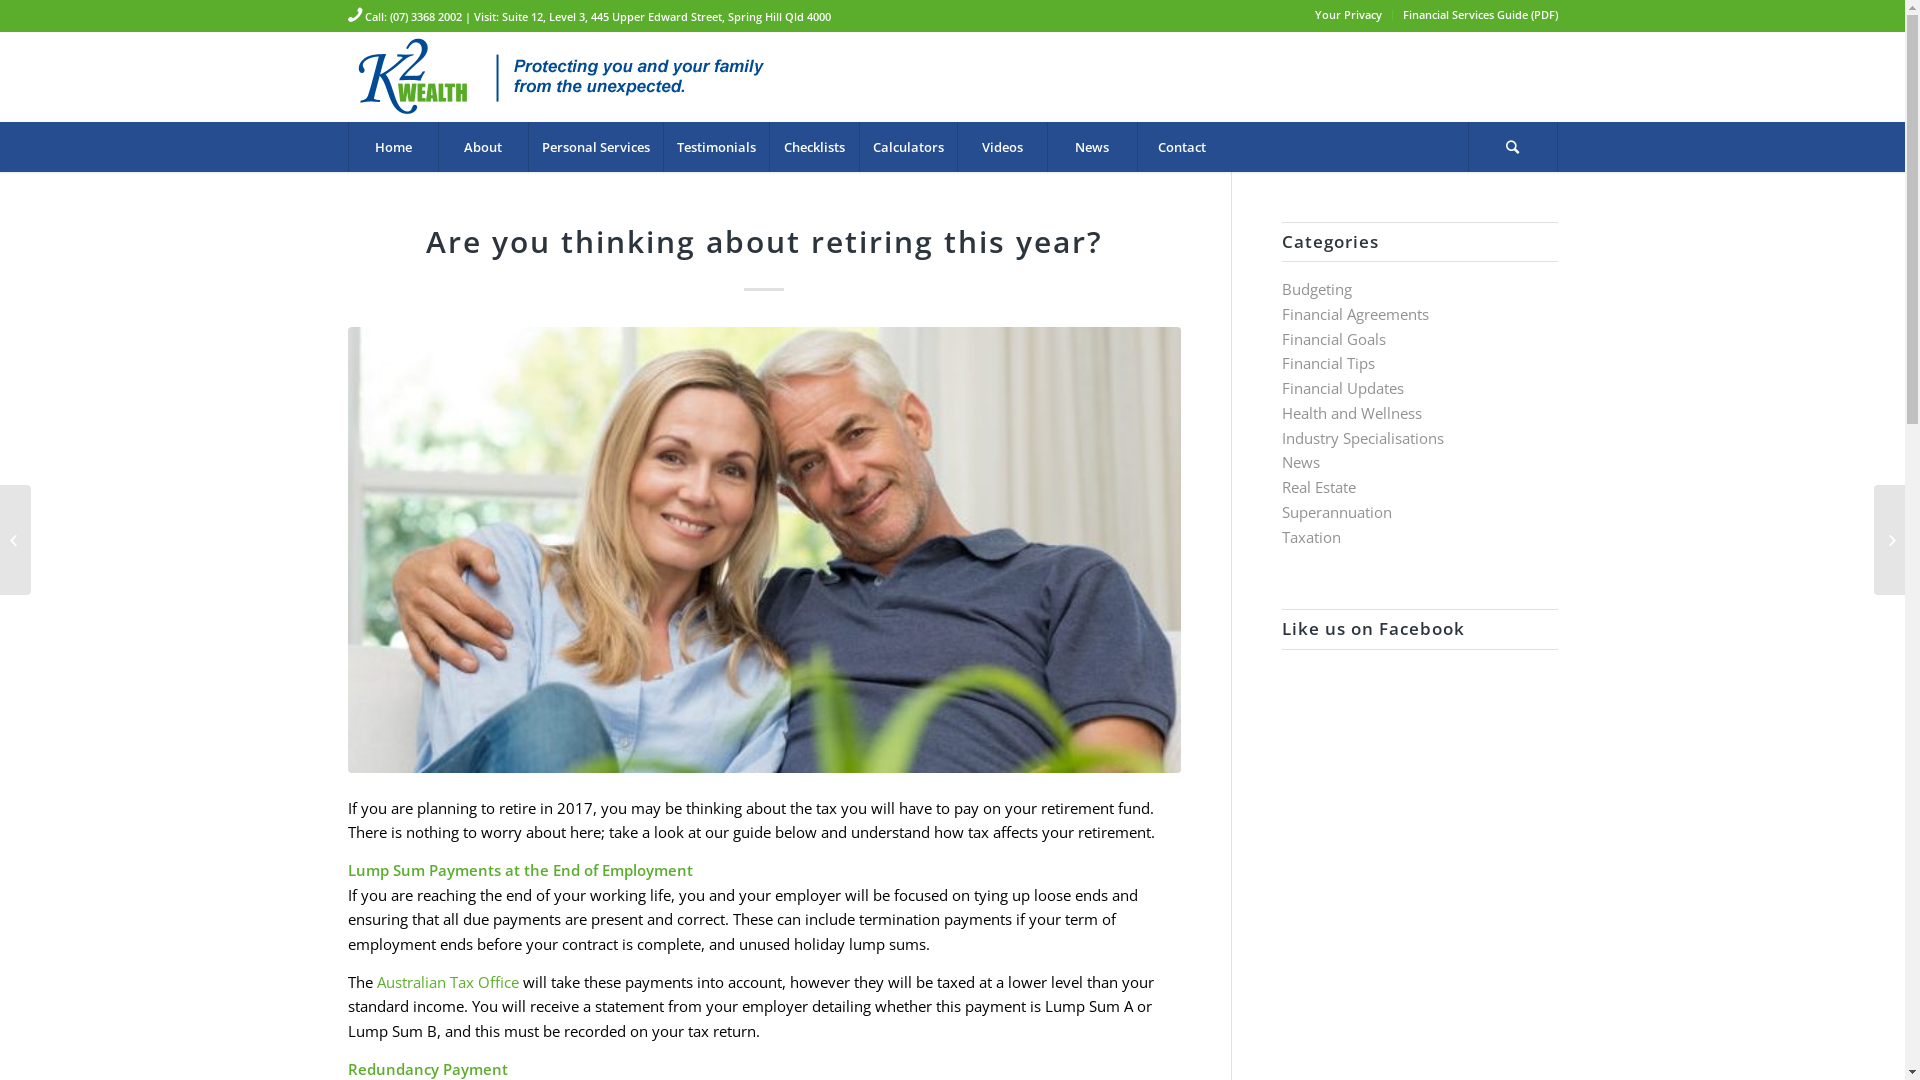 Call: (07) 3368 2002 | Visit: Suite 12, Level 3, 445 Upper Edward Street, Spring Hill Qld 4000
Your Privacy
Financial Services Guide (PDF)
K2 WEALTH
Protecting you and your family
from the unexpected.
Home
About
Personal Services
Testimonials
Checklists
Calculators
Videos
News
Contact
Are you thinking about retiring this year?
If you are planning to retire in 2017, you may be thinking about the tax you will have to pay on your retirement fund.
There is nothing to worry about here; take a look at our guide below and understand how tax affects your retirement.
Lump Sum Payments at the End of Employment
If you are reaching the end of your working life, you and your employer will be focused on tying up loose ends and
ensuring that all due payments are present and correct. These can include termination payments if your term of
employment ends before your contract is complete, and unused holiday lump sums.
The Australian Tax Office will take these payments into account, however they will be taxed at a lower level than your
standard income. You will receive a statement from your employer detailing whether this payment is Lump Sum A or
Lump Sum B, and this must be recorded on your tax return.
Redundancy Payment
Categories
Budgeting
Financial Agreements
Financial Goals
Financial Tips
Financial Updates
Health and Wellness
Industry Specialisations
News
Real Estate
Superannuation
Taxation
Like us on Facebook